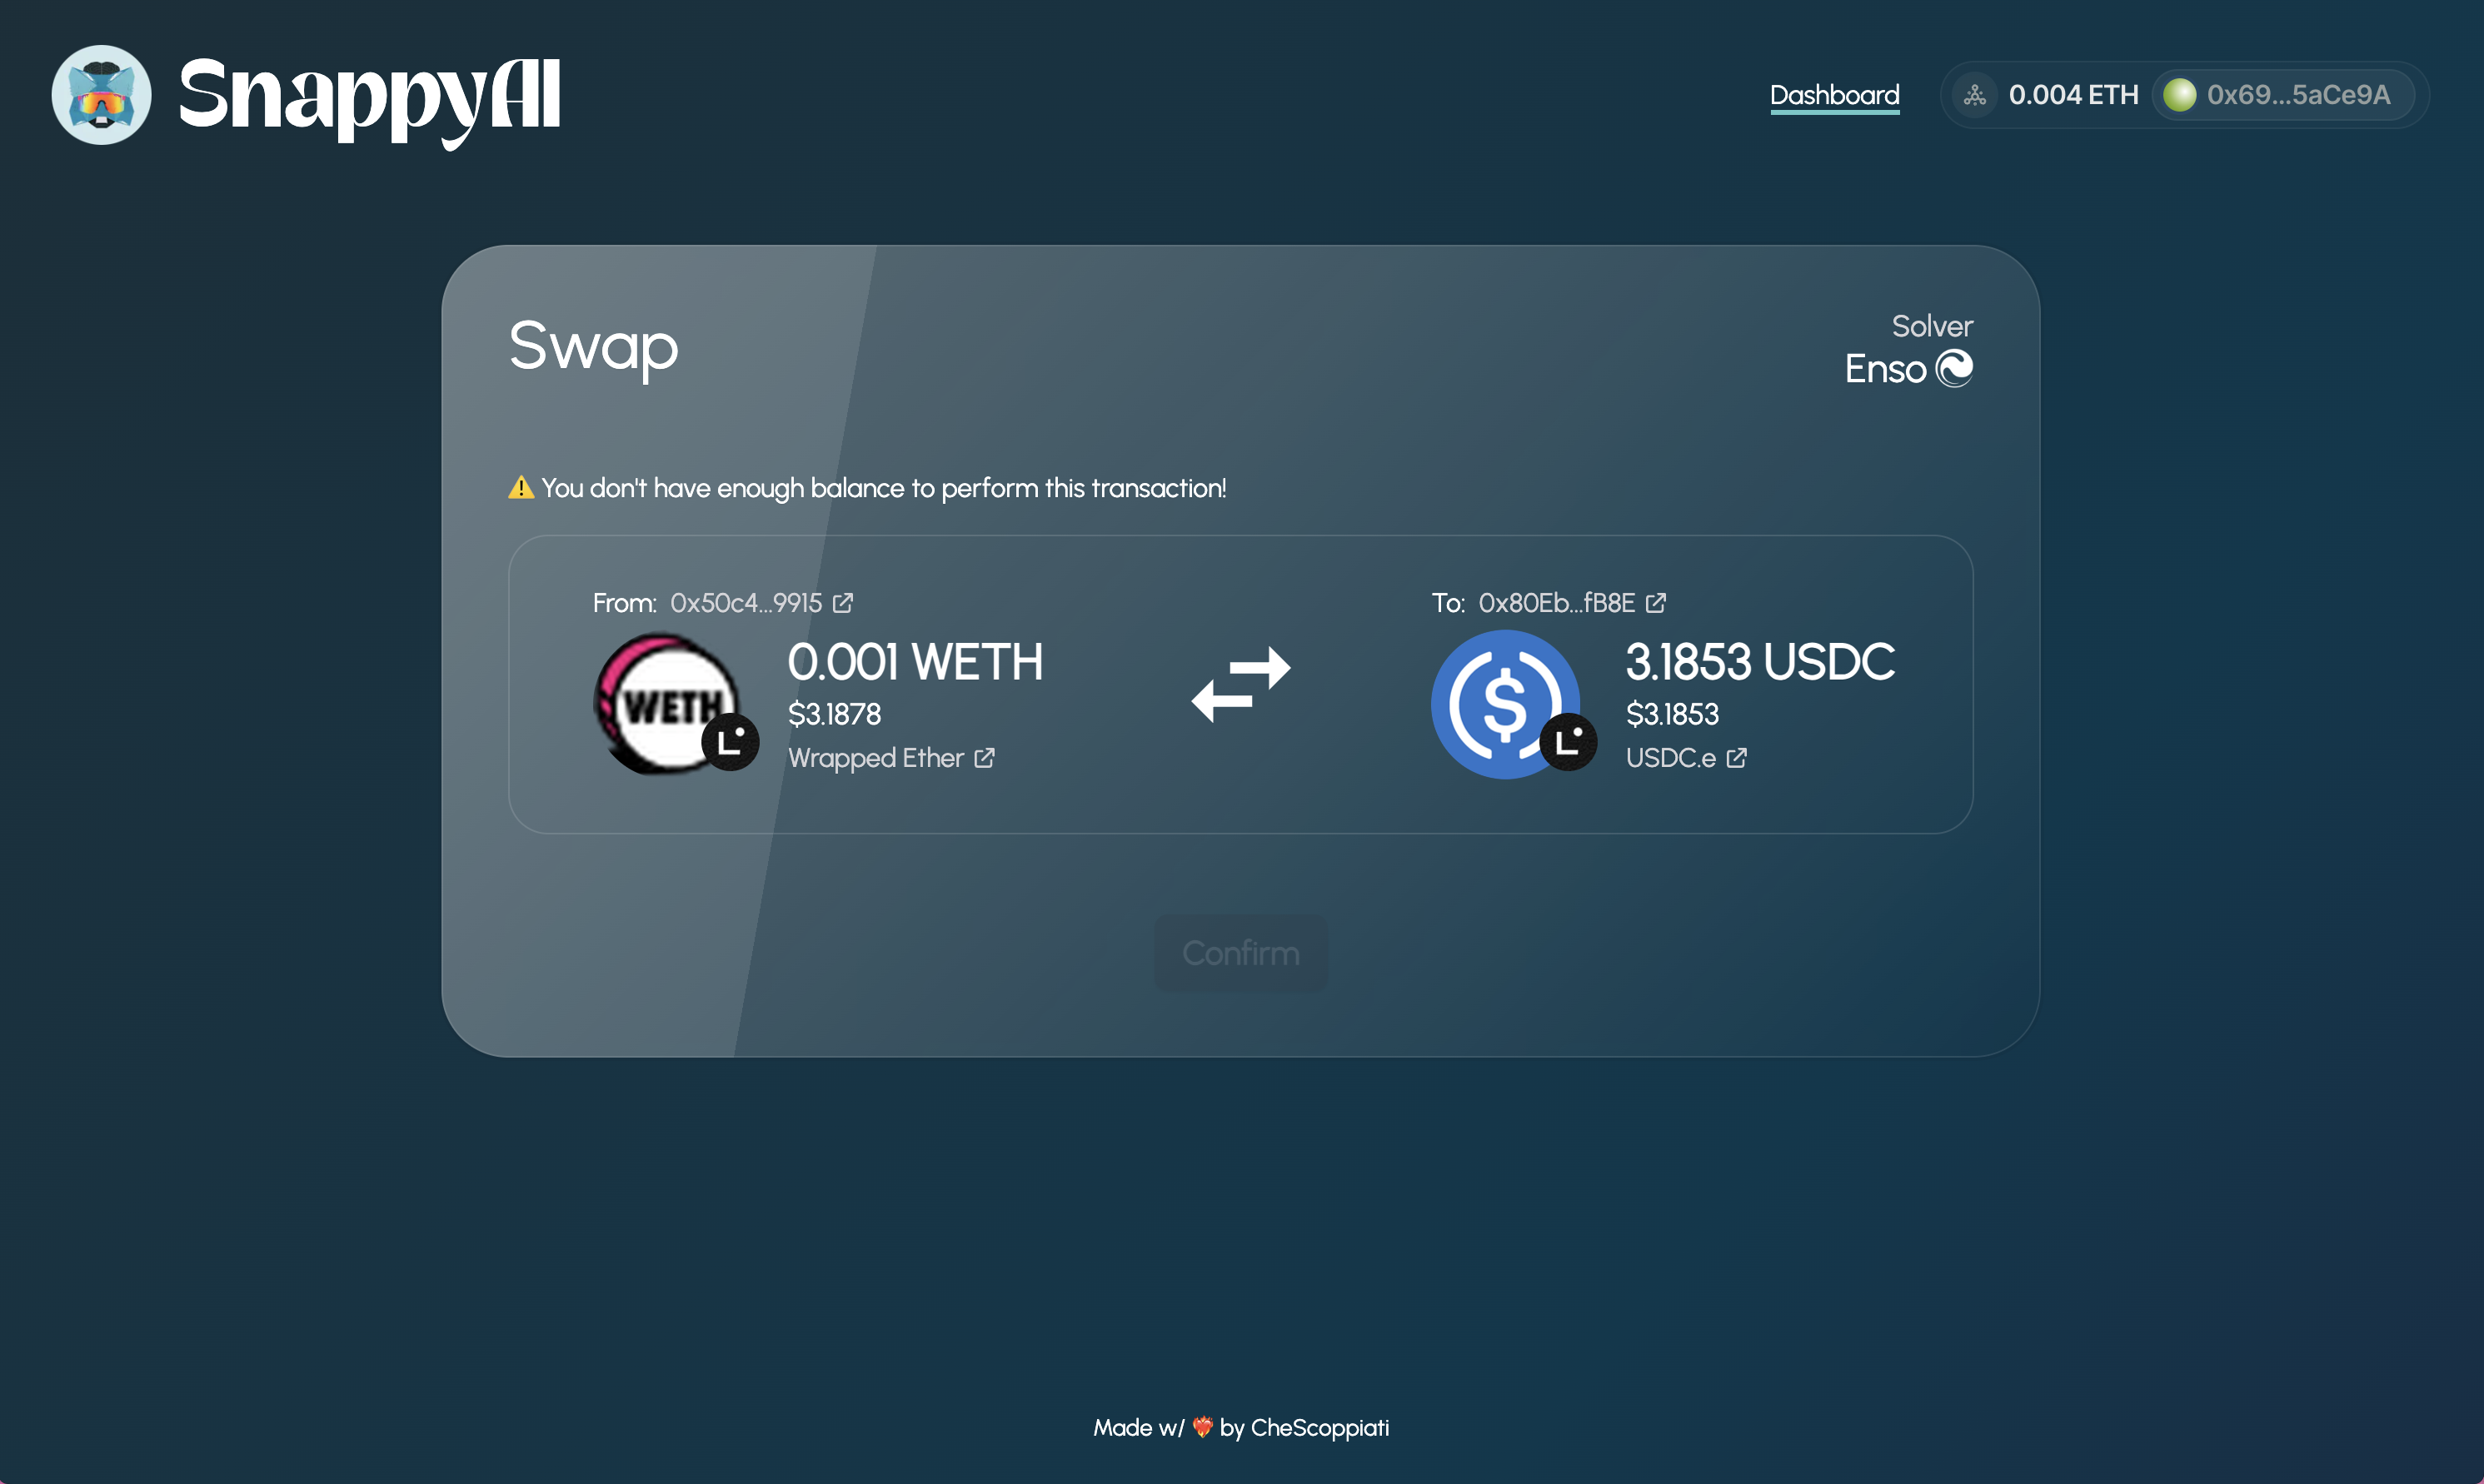 SnappyAI
Dashboard
0.004 ETH
0x69...5aCe9A
Swap
Solver
Enso
⚠️ You don't have enough balance to perform this transaction!
From: 0x50c4...9915
WETH
L
0.001 WETH
$3.1878
Wrapped Ether
To: 0x80Eb...fB8E
L
3.1853 USDC
$3.1853
USDC.e
Confirm
Made w/ ❤️‍🔥 by CheScoppiati